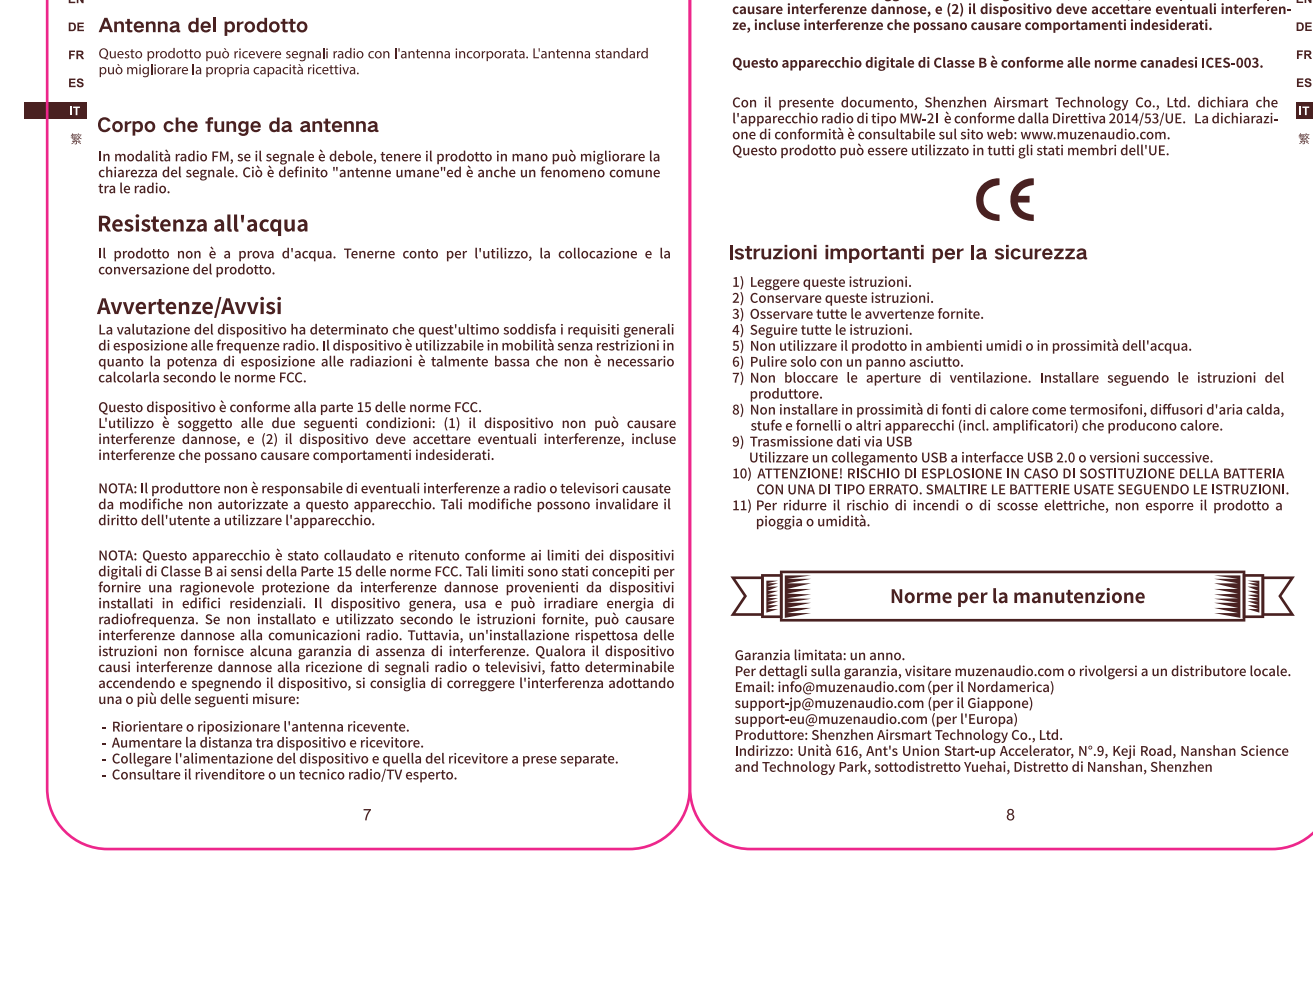 EN
DE
FR
ES
IT
繁
Antenna del prodotto
Questo prodotto può ricevere segnali radio con l'antenna incorporata. L'antenna standard
può migliorare la propria capacità ricettiva.
Corpo che funge da antenna
In modalità radio FM, se il segnale è debole, tenere il prodotto in mano può migliorare la
chiarezza del segnale. Ciò è definito "antenne umane"ed è anche un fenomeno comune
tra le radio.
Resistenza all'acqua
Il prodotto non è a prova d'acqua. Tenerne conto per l'utilizzo, la collocazione e la
conversazione del prodotto.
Avvertenze/Avvisi
La valutazione del dispositivo ha determinato che quest'ultimo soddisfa i requisiti generali
di esposizione alle frequenze radio. Il dispositivo è utilizzabile in mobilità senza restrizioni in
quanto la potenza di esposizione alle radiazioni è talmente bassa che non è necessario
calcolarla secondo le norme FCC.
Questo dispositivo è conforme alla parte 15 delle norme FCC.
L'utilizzo è soggetto alle due seguenti condizioni: (1) il dispositivo non può causare
interferenze dannose, e (2) il dispositivo deve accettare eventuali interferenze, incluse
interferenze che possano causare comportamenti indesiderati.
NOTA: Il produttore non è responsabile di eventuali interferenze a radio o televisori causate
da modifiche non autorizzate a questo apparecchio. Tali modifiche possono invalidare il
diritto dell'utente a utilizzare l'apparecchio.
NOTA: Questo apparecchio è stato collaudato e ritenuto conforme ai limiti dei dispositivi
digitali di Classe B ai sensi della Parte 15 delle norme FCC. Tali limiti sono stati concepiti per
fornire una ragionevole protezione da interferenze dannose provenienti da dispositivi
installati in edifici residenziali. Il dispositivo genera, usa e può irradiare energia di
radiofrequenza. Se non installato e utilizzato secondo le istruzioni fornite, può causare
interferenze dannose alla comunicazioni radio. Tuttavia, un'installazione rispettosa delle
istruzioni non fornisce alcuna garanzia di assenza di interferenze. Qualora il dispositivo
causi interferenze dannose alla ricezione di segnali radio o televisivi, fatto determinabile
accendendo e spegnendo il dispositivo, si consiglia di correggere l'interferenza adottando
una o più delle seguenti misure:
- Riorientare o riposizionare l'antenna ricevente.
- Aumentare la distanza tra dispositivo e ricevitore.
- Collegare l'alimentazione del dispositivo e quella del ricevitore a prese separate.
- Consultare il rivenditore o un tecnico radio/TV esperto.
7
causare interferenze dannose, e (2) il dispositivo deve accettare eventuali interferen-
ze, incluse interferenze che possano causare comportamenti indesiderati.
Questo apparecchio digitale di Classe B è conforme alle norme canadesi ICES-003.
Con il presente documento, Shenzhen Airsmart Technology Co., Ltd. dichiara che
l'apparecchio radio di tipo MW-2I è conforme dalla Direttiva 2014/53/UE. La dichiarazi-
one di conformità è consultabile sul sito web: www.muzenaudio.com.
Questo prodotto può essere utilizzato in tutti gli stati membri dell'UE.
CE
Istruzioni importanti per la sicurezza
1) Leggere queste istruzioni.
2) Conservare queste istruzioni.
3) Osservare tutte le avvertenze fornite.
4) Seguire tutte le istruzioni.
5) Non utilizzare il prodotto in ambienti umidi o in prossimità dell'acqua.
6) Pulire solo con un panno asciutto.
7) Non bloccare le aperture di ventilazione. Installare seguendo le istruzioni del
produttore.
8) Non installare in prossimità di fonti di calore come termosifoni, diffusori d'aria calda,
stufe e fornelli o altri apparecchi (incl. amplificatori) che producono calore.
9) Trasmissione dati via USB
Utilizzare un collegamento USB a interfacce USB 2.0 o versioni successive.
10) ATTENZIONE! RISCHIO DI ESPLOSIONE IN CASO DI SOSTITUZIONE DELLA BATTERIA
CON UNA DI TIPO ERRATO. SMALTIRE LE BATTERIE USATE SEGUENDO LE ISTRUZIONI.
11) Per ridurre il rischio di incendi o di scosse elettriche, non esporre il prodotto a
pioggia o umidità.
Norme per la manutenzione
Garanzia limitata: un anno.
Per dettagli sulla garanzia, visitare muzenaudio.com o rivolgersi a un distributore locale.
Email: info@muzenaudio.com (per il Nordamerica)
support-jp@muzenaudio.com (per il Giappone)
support-eu@muzenaudio.com (per l'Europa)
Produttore: Shenzhen Airsmart Technology Co., Ltd.
Indirizzo: Unità 616, Ant's Union Start-up Accelerator, N°.9, Keji Road, Nanshan Science
and Technology Park, sottodistretto Yuehai, Distretto di Nanshan, Shenzhen
8
EN
DE
FR
ES
IT
繁